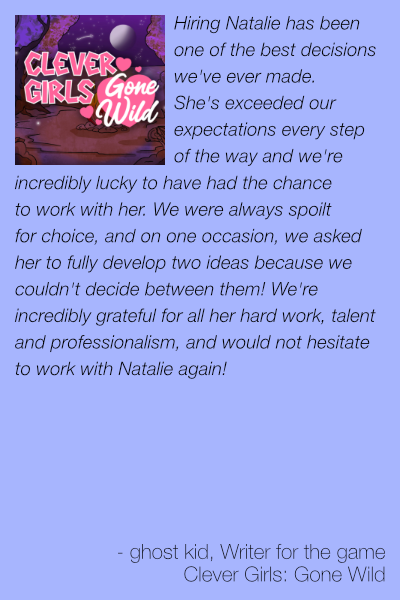 CLEVER
GIRLS
Gone
Wild
Hiring Natalie has been
one of the best decisions
we've ever made.
She's exceeded our
expectations every step
of the way and we're
incredibly lucky to have had the chance
to work with her. We were always spoilt
for choice, and on one occasion, we asked
her to fully develop two ideas because we
couldn't decide between them! We're
incredibly grateful for all her hard work, talent
and professionalism, and would not hesitate
to work with Natalie again!
- ghost kid, Writer for the game
Clever Girls: Gone Wild